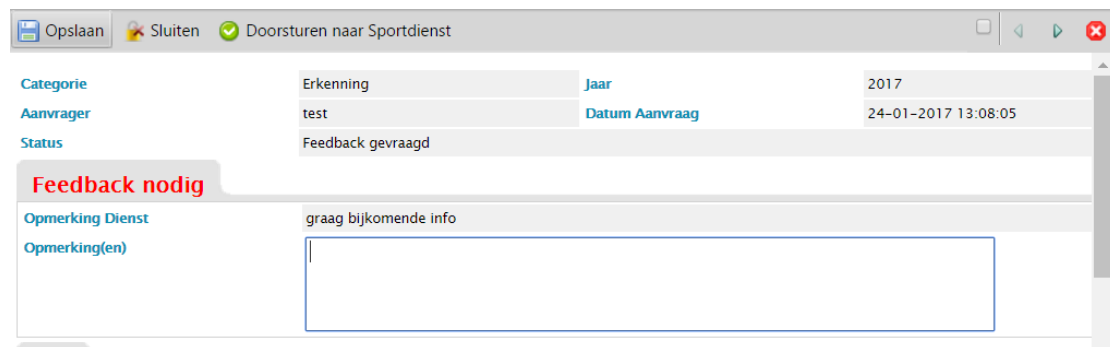 Opslaan Sluiten Doorsturen naar Sportdienst
Categorie Erkenning Jaar 2017
Aanvrager test Datum Aanvraag 24-01-2017 13:08:05
Status Feedback gevraagd
Feedback nodig
Opmerking Dienst graag bijkomende info
Opmerking(en)